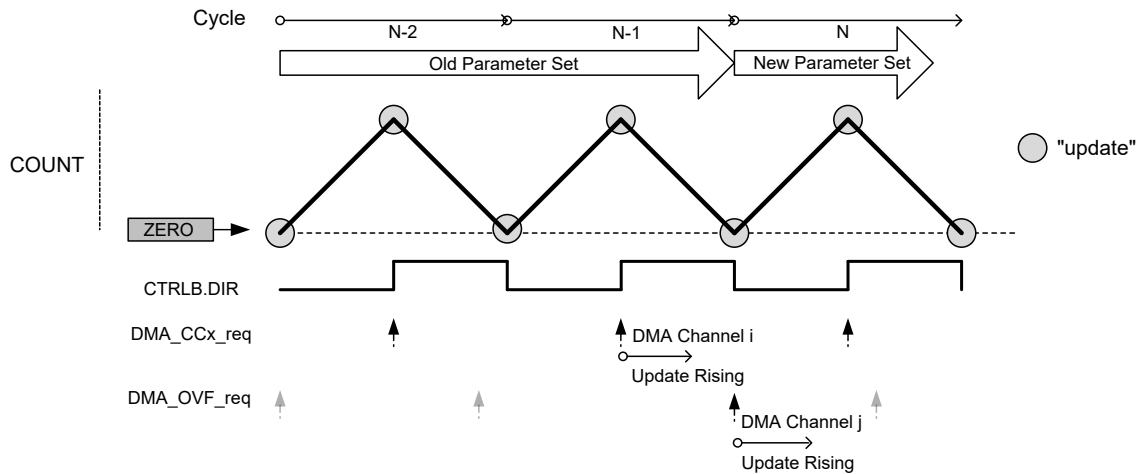 Cycle
N-2
N-1
N
Old Parameter Set
New Parameter Set
COUNT
"update"
ZERO
CTRLB.DIR
DMA_CCx_req
DMA Channel i
Update Rising
DMA_OVF_req
DMA Channel j
Update Rising